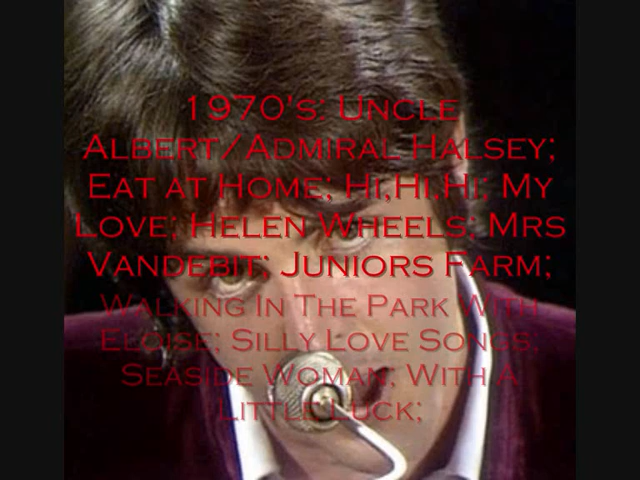 1970's: Uncle
Albert/Admiral Halsey;
Eat at Home; Hi,Hi,Hi; My
Love; Helen Wheels; Mrs
Vandebit; Juniors Farm;
Walking In The Park With
Eloise; Silly Love Songs;
Seaside Woman; With A
Little Luck;